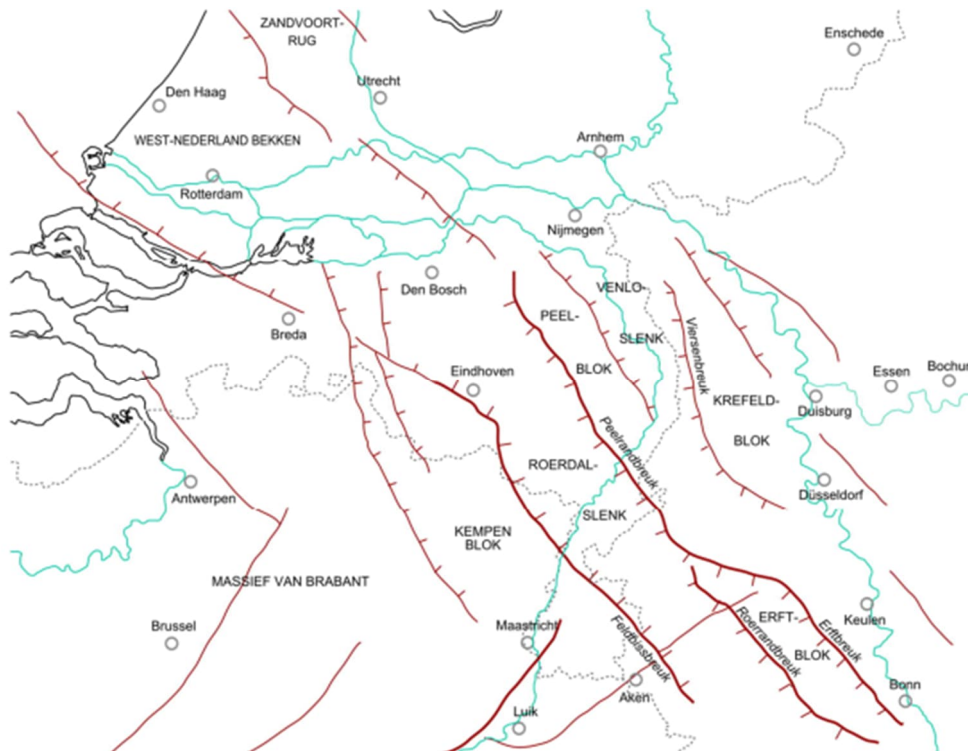 ZANDVOORT-
RUG
Enschede
Utrecht
Den Haag
WEST-NEDERLAND BEKKEN
Arnhem
Rotterdam
Nijmegen
Den Bosch
VENLO-
SLENK
PEEL-
BLOK
Breda
Viersenbreuk
Eindhoven
Essen
Bochum
KREFELD-
BLOK
Duisburg
Peelrandbreuk
ROERDAL-
SLENK
Antwerpen
Düsseldorf
KEMPEN
BLOK
MASSIEF VAN BRABANT
Brussel
Maastricht
Feldbissbreuk
Roerrandbreuk
ERFT-
BLOK
Erftbreuk
Keulen
Aken
Bonn
Luik